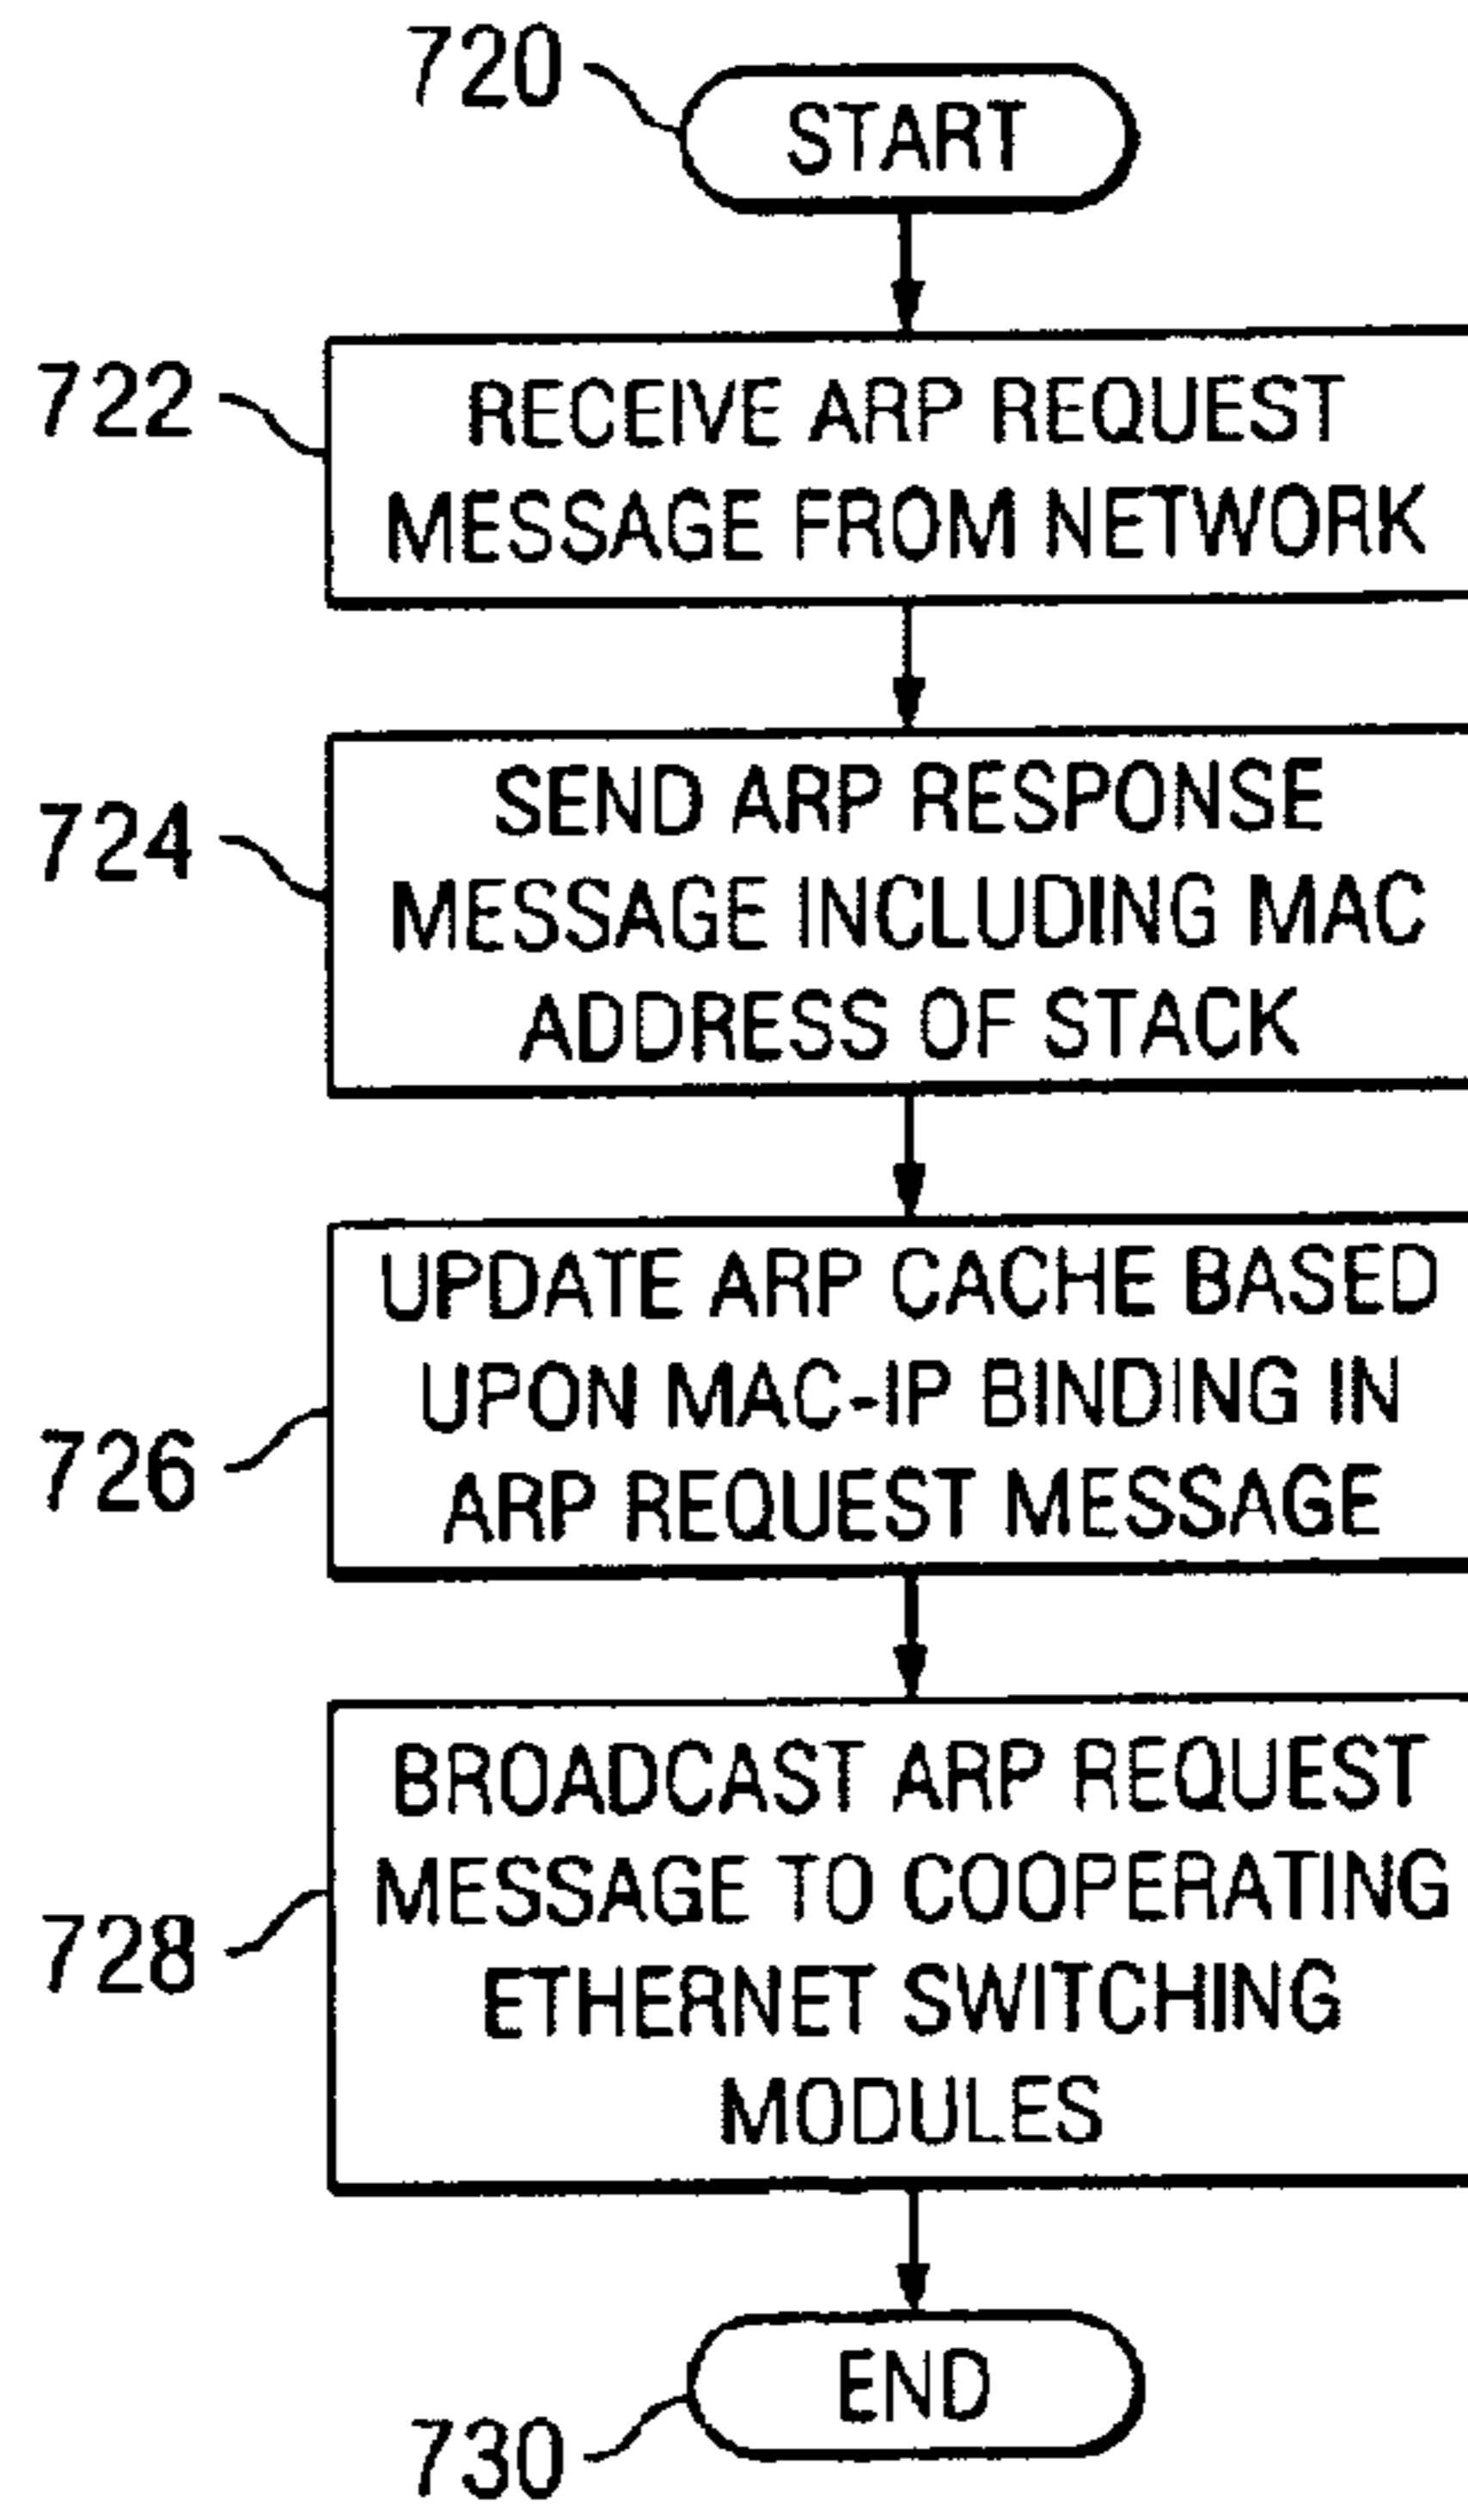 720
START
722
RECEIVE ARP REQUEST
MESSAGE FROM NETWORK
724
SEND ARP RESPONSE
MESSAGE INCLUDING MAC
ADDRESS OF STACK
726
UPDATE ARP CACHE BASED
UPON MAC-IP BINDING IN
ARP REQUEST MESSAGE
728
BROADCAST ARP REQUEST
MESSAGE TO COOPERATING
ETHERNET SWITCHING
MODULES
END
730